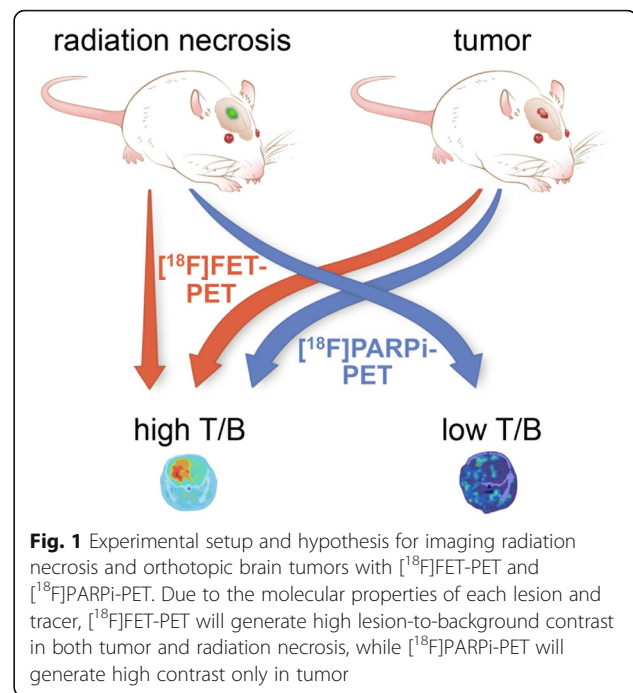 radiation necrosis tumor
[¹⁸F]FET-
PET
[¹⁸F]PARPi-
PET
high T/B low T/B
Fig. 1 Experimental setup and hypothesis for imaging radiation
necrosis and orthotopic brain tumors with [¹⁸F]FET-PET and
[¹⁸F]PARPi-PET. Due to the molecular properties of each lesion and
tracer, [¹⁸F]FET-PET will generate high lesion-to-background contrast
in both tumor and radiation necrosis, while [¹⁸F]PARPi-PET will
generate high contrast only in tumor